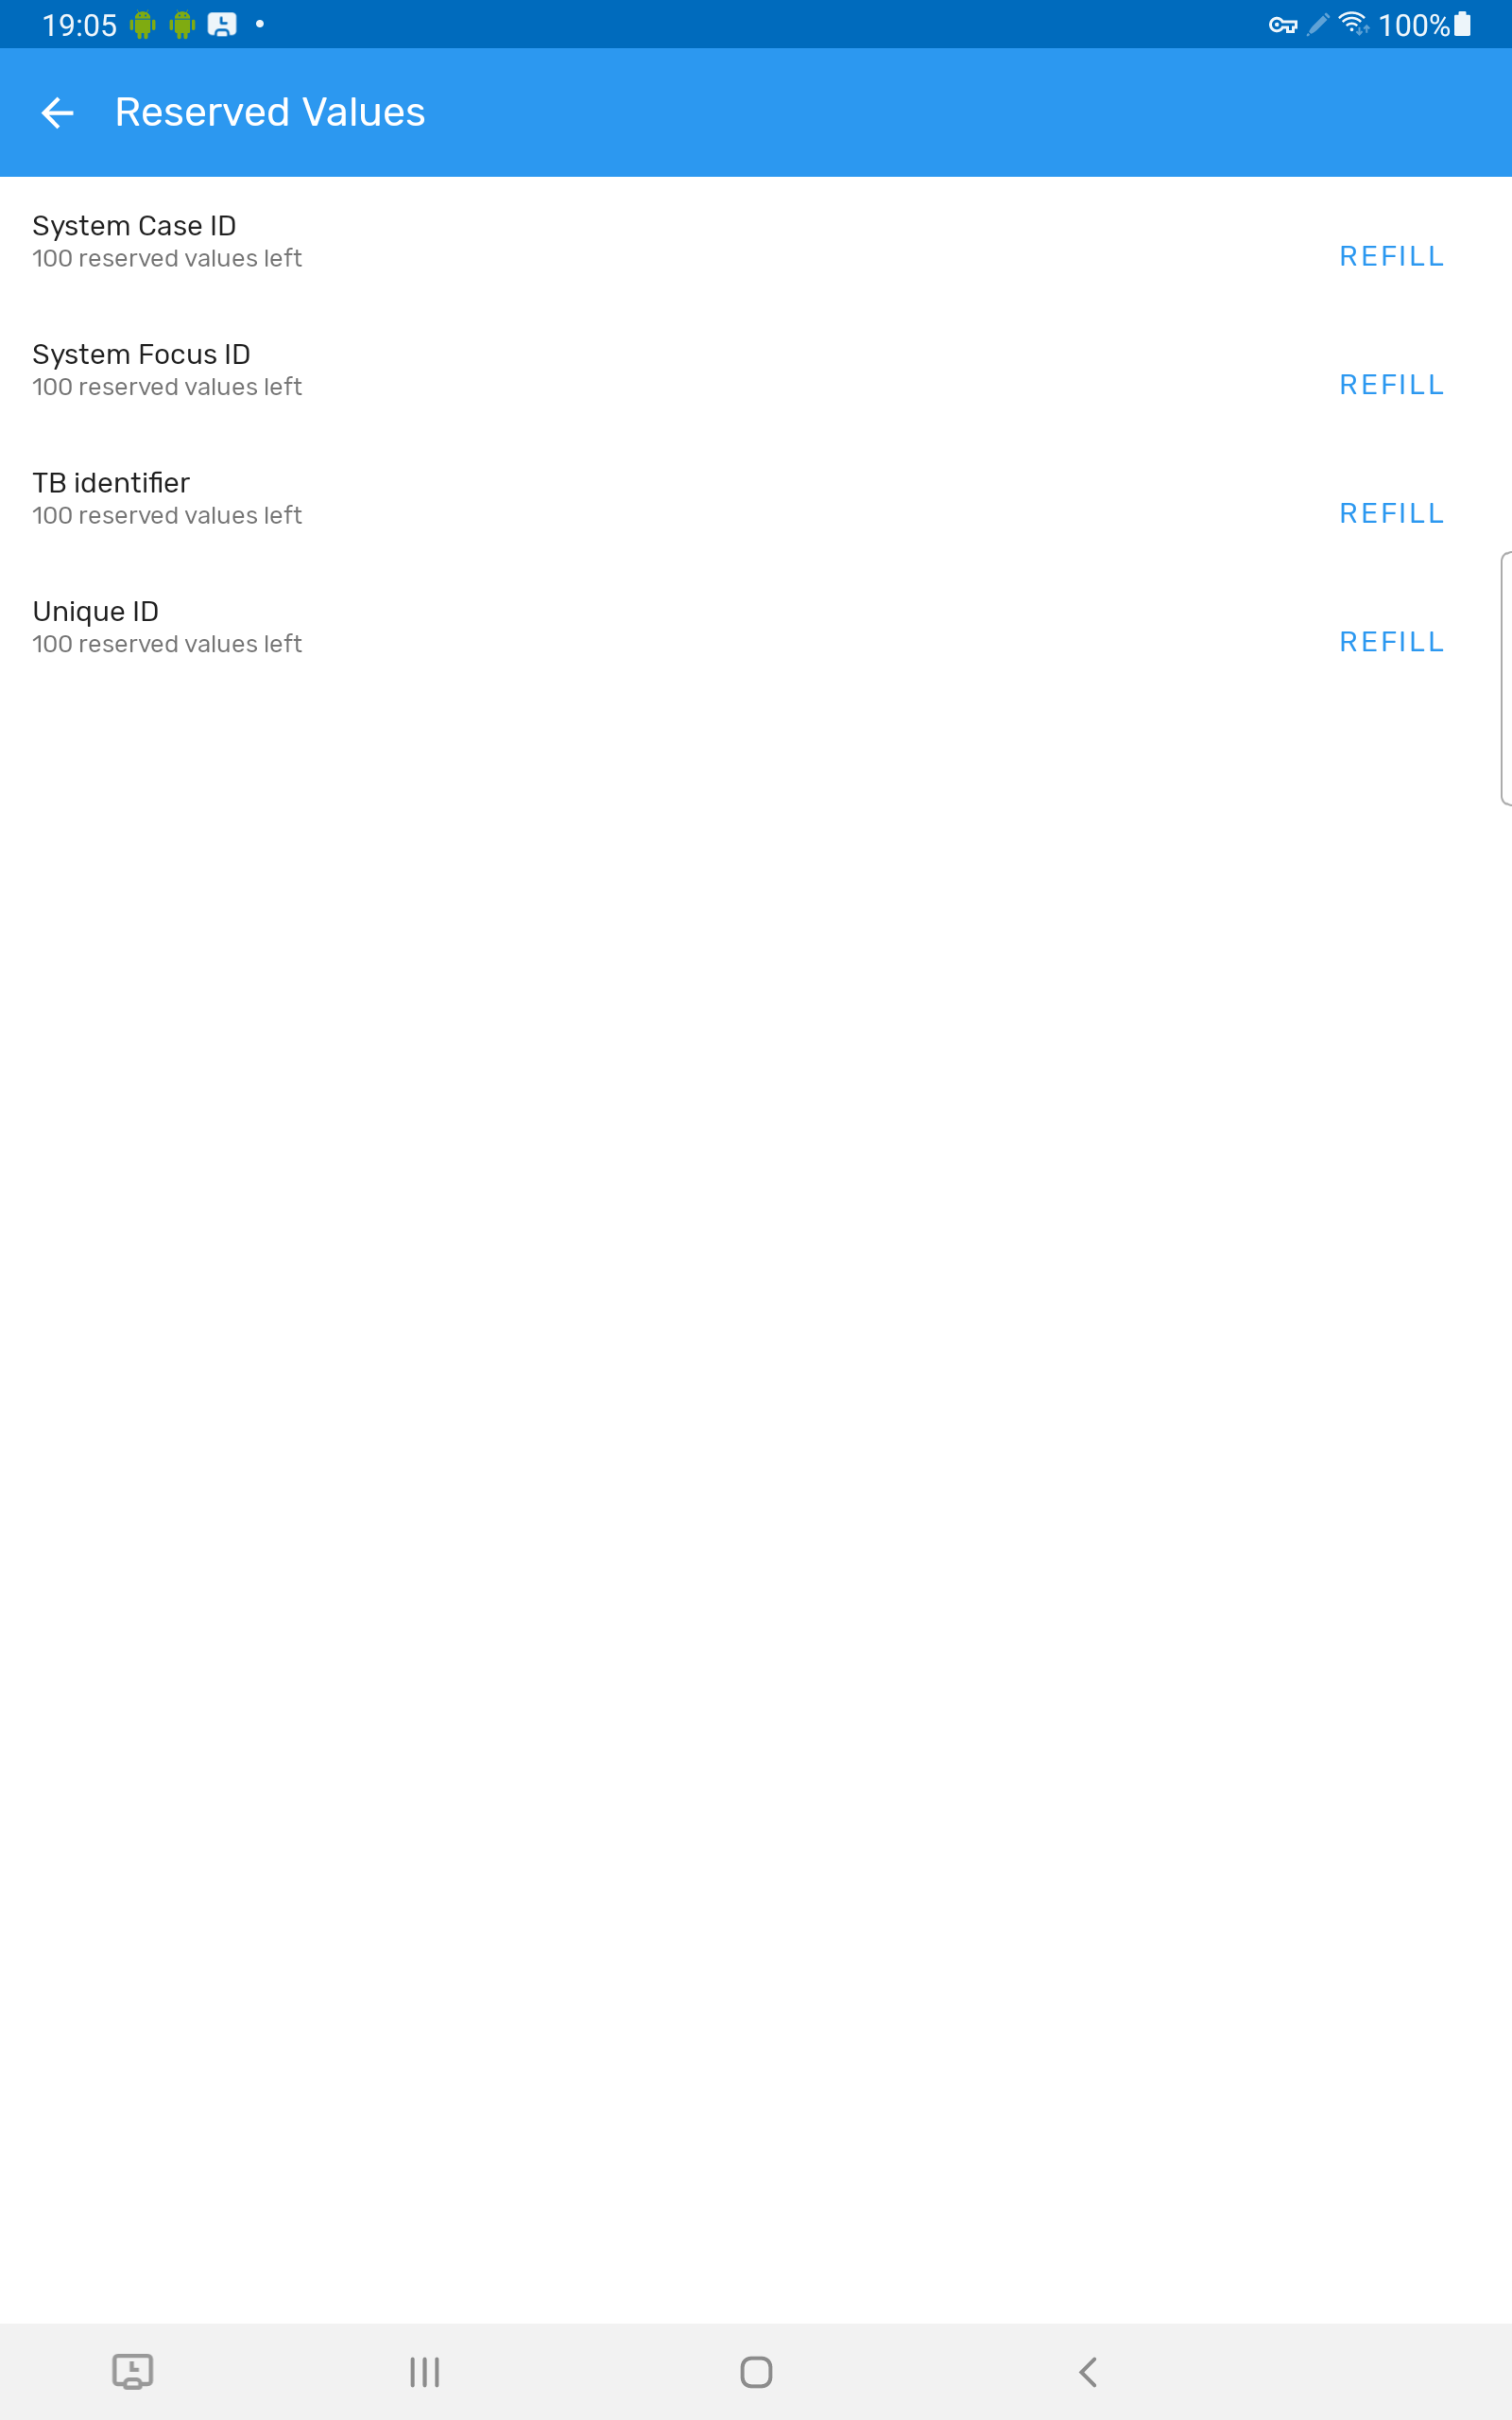 19:05
100%
Reserved Values
System Case ID
100 reserved values left
REFILL
System Focus ID
100 reserved values left
REFILL
TB identifier
100 reserved values left
REFILL
Unique ID
100 reserved values left
REFILL